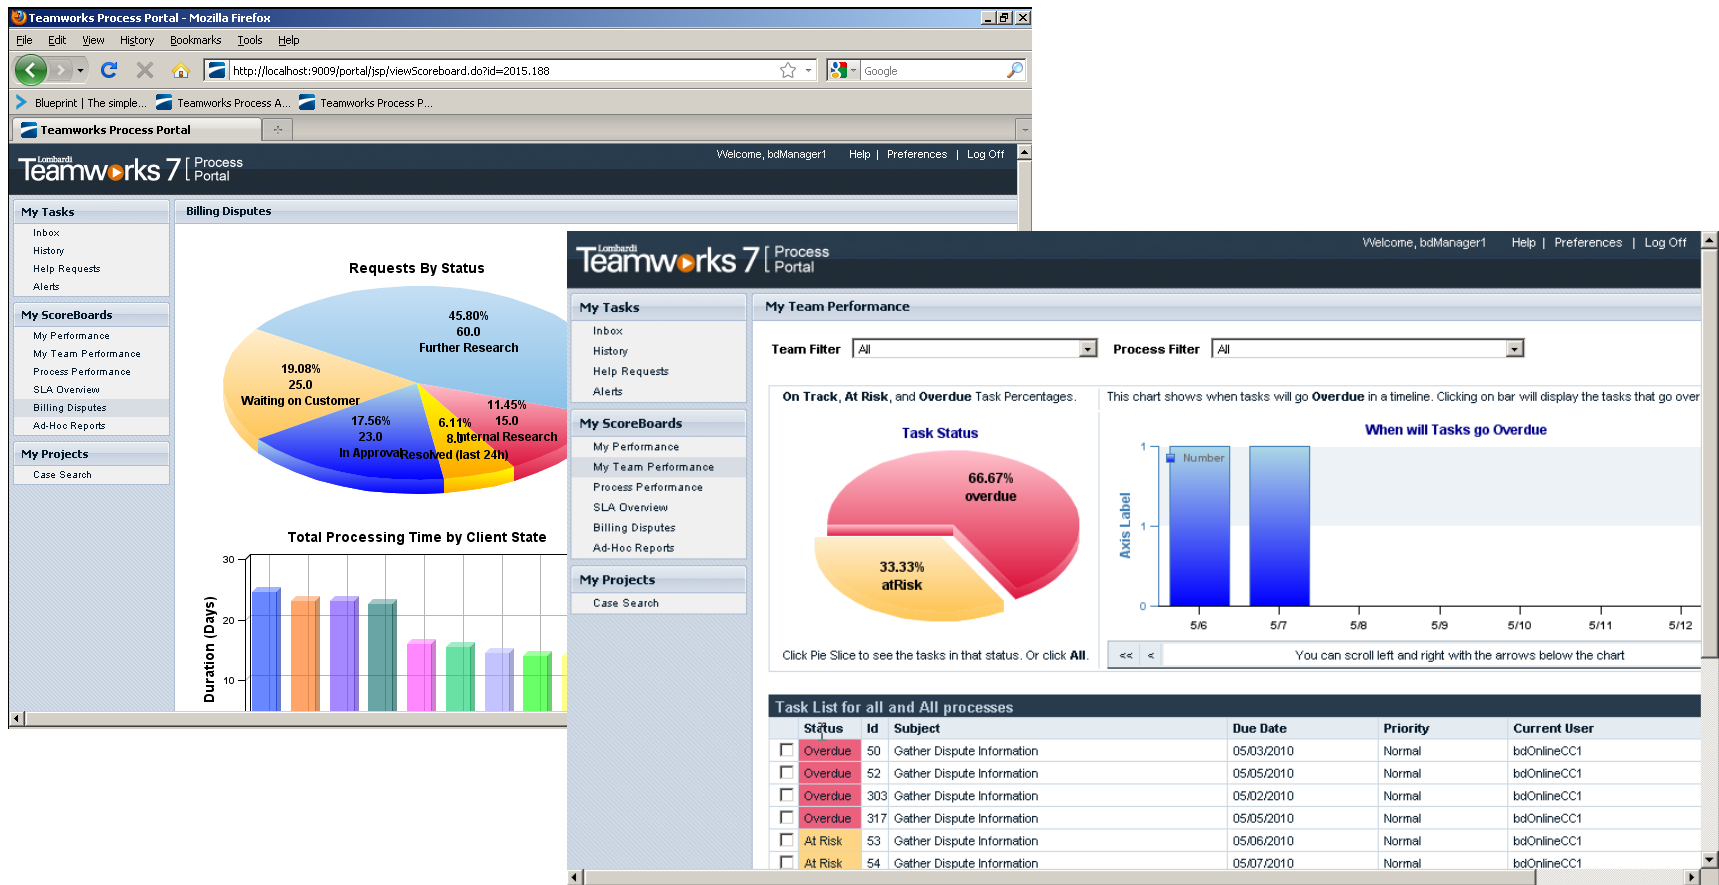 Teamworks Process Portal - Mozilla Firefox
File Edit View History Bookmarks Tools Help
http://localhost:9009/portal/jsp/viewScoreboard.do?id=2015.188
Google
Blueprint | The simple... Teamworks Process A... Teamworks Process P...
Teamworks Process Portal
Lombardi
Teamworks 7 [ Process
Portal
Welcome, bdManager1 Help | Preferences | Log Off
My Tasks
Inbox
History
Help Requests
Alerts
My ScoreBoards
My Performance
My Team Performance
Process Performance
SLA Overview
Billing Disputes
Ad-Hoc Reports
My Projects
Case Search
Billing Disputes
Requests By Status
45.80%
60.0
Further Research
19.08%
25.0
Waiting on Customer
17.56%
23.0
In Approval
6.11%
8.0
Resolved (last 24h)
11.45%
15.0
Internal Research
Total Processing Time by Client State
Duration (Days)
30
20
10
Lombardi
Teamworks 7 [ Process
Portal
Welcome, bdManager1 Help | Preferences | Log Off
My Tasks
Inbox
History
Help Requests
Alerts
My ScoreBoards
My Performance
My Team Performance
Process Performance
SLA Overview
Billing Disputes
Ad-Hoc Reports
My Projects
Case Search
My Team Performance
Team Filter All Process Filter All
On Track, At Risk, and Overdue Task Percentages.
Task Status
66.67%
overdue
33.33%
atRisk
Click Pie Slice to see the tasks in that status. Or click All.
This chart shows when tasks will go Overdue in a timeline. Clicking on bar will display the tasks that go over
When will Tasks go Overdue
Number
Axis Label
1
1
0
5/6 5/7 5/8 5/9 5/10 5/11 5/12
<< < You can scroll left and right with the arrows below the chart
Task List for all and All processes
Status Id Subject Due Date Priority Current User
Overdue 50 Gather Dispute Information 05/03/2010 Normal bdOnlineCC1
Overdue 52 Gather Dispute Information 05/05/2010 Normal bdOnlineCC1
Overdue 303 Gather Dispute Information 05/02/2010 Normal bdOnlineCC1
Overdue 317 Gather Dispute Information 05/05/2010 Normal bdOnlineCC1
At Risk 53 Gather Dispute Information 05/06/2010 Normal bdOnlineCC1
At Risk 54 Gather Dispute Information 05/07/2010 Normal bdOnlineCC1